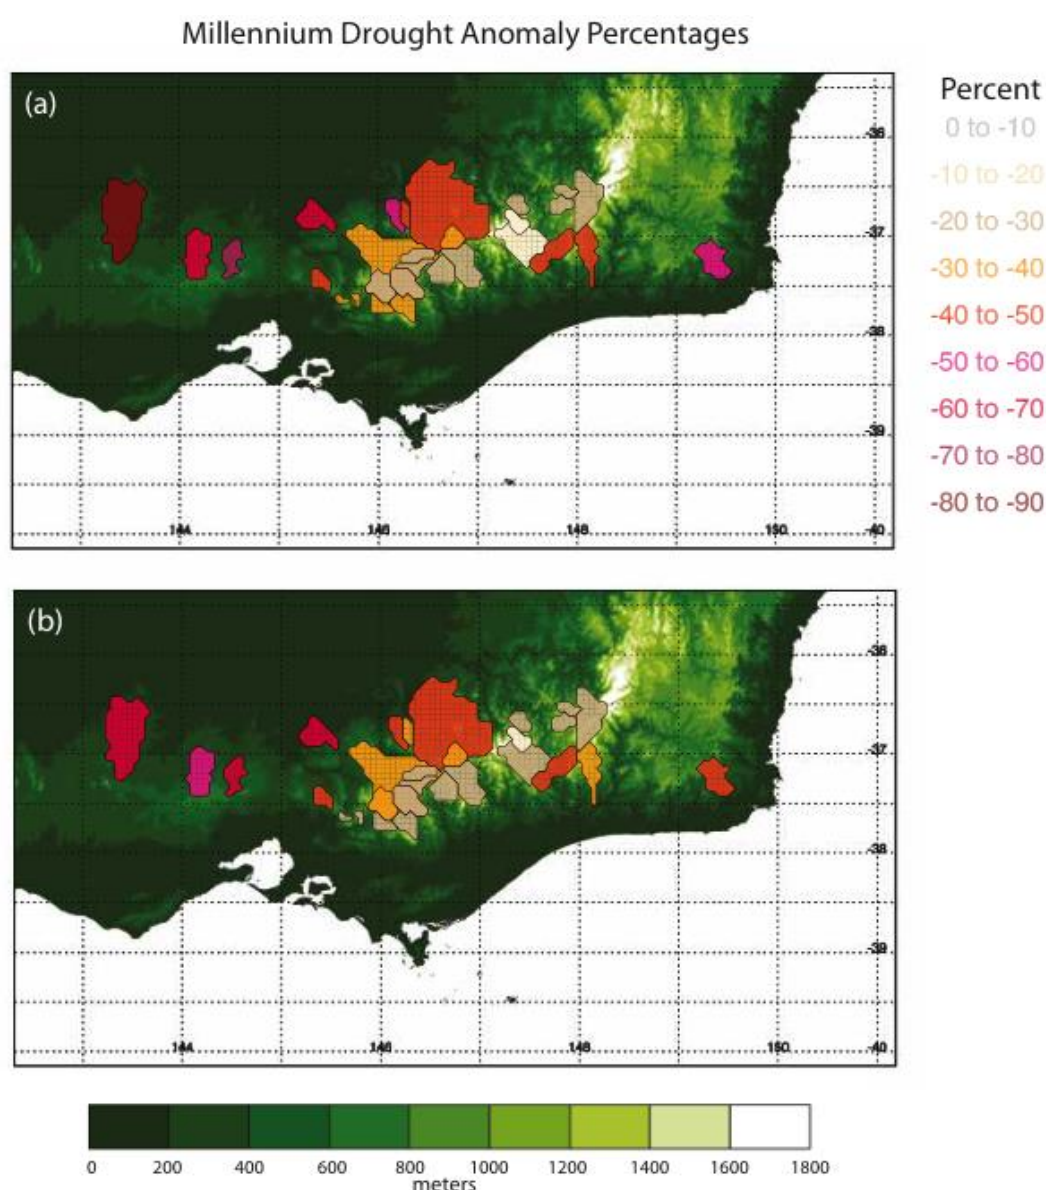 Millennium Drought Anomaly Percentages
(a)
Percent
0 to -10
-10 to -20
-20 to -30
-30 to -40
-40 to -50
-50 to -60
-60 to -70
-70 to -80
-80 to -90
-36
-37
-38
-39
144 146 148 150 -40
(b)
-36
-37
-38
-39
144 146 148 150 -40
0 200 400 600 800 1000 1200 1400 1600 1800
meters